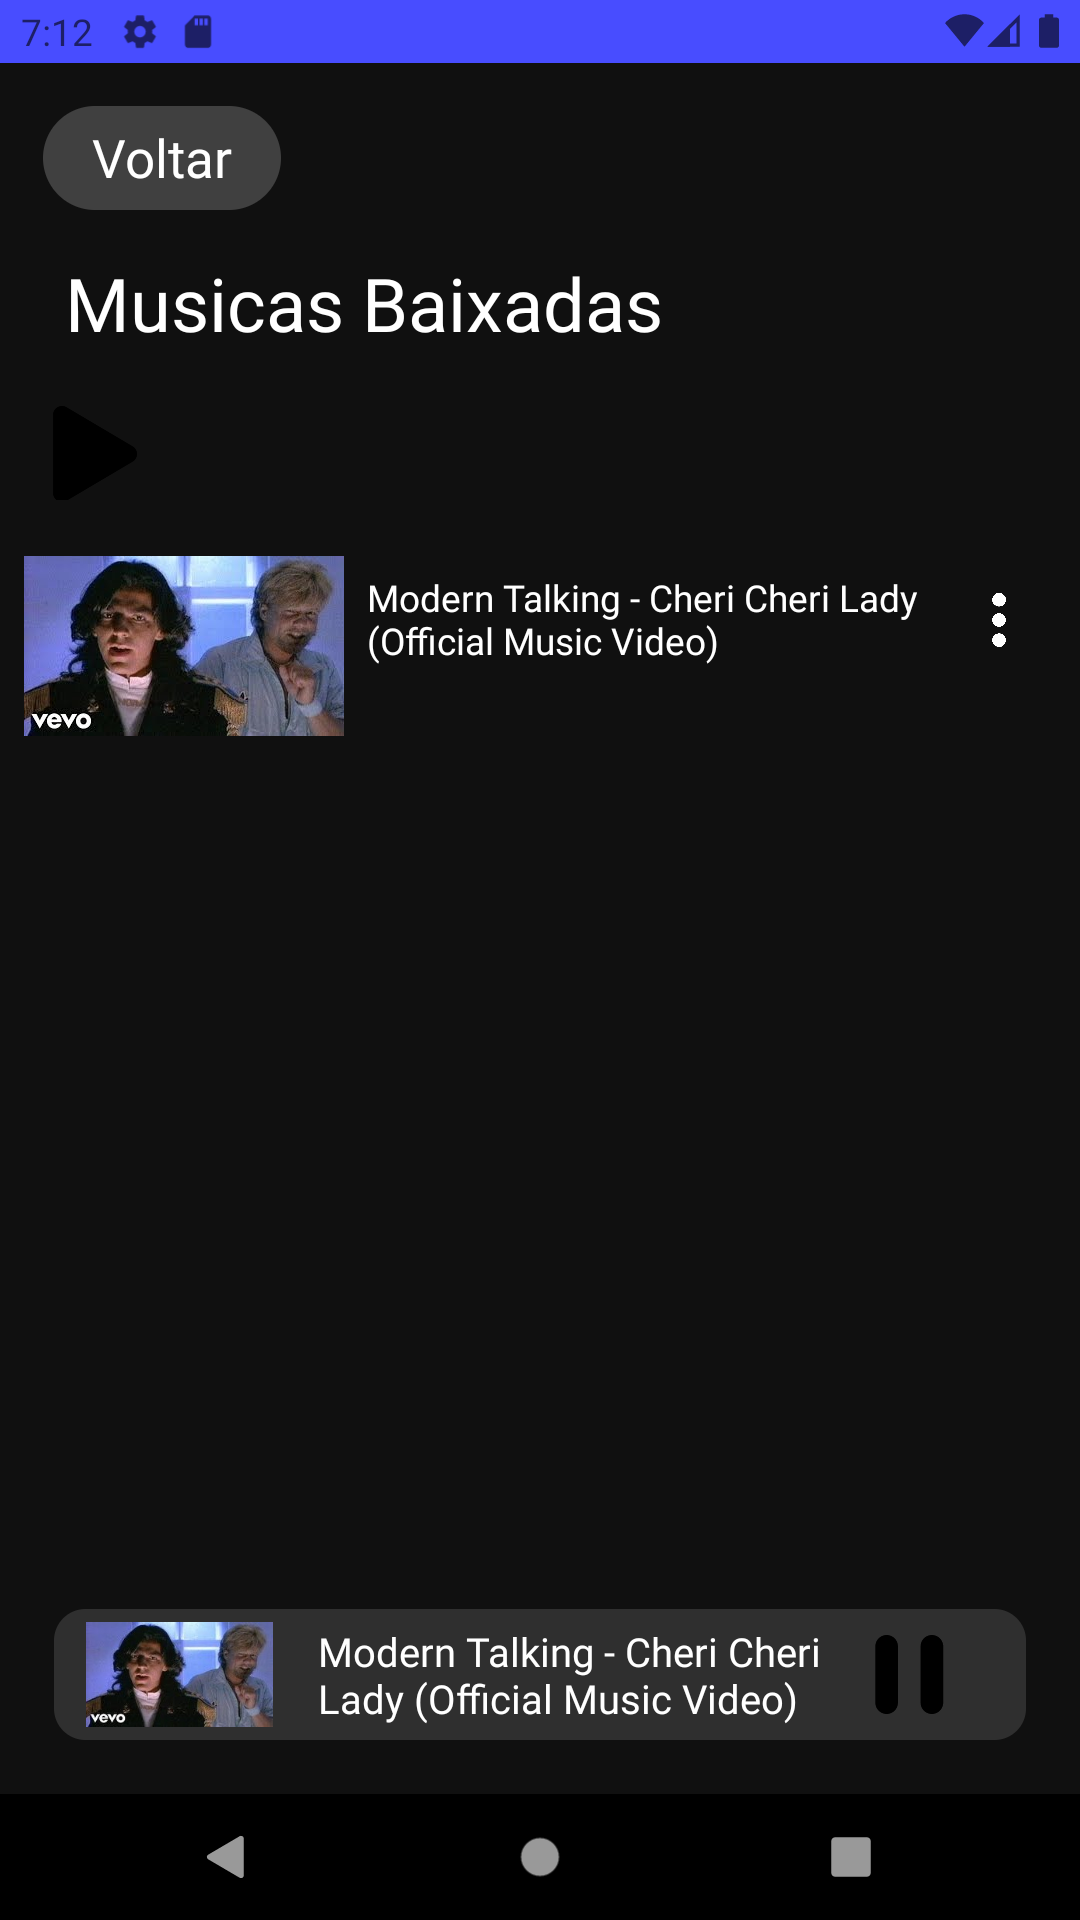 7:12
Voltar
Musicas Baixadas
Modern Talking - Cheri Cheri Lady
(Official Music Video)
vevo
Modern Talking - Cheri Cheri
Lady (Official Music Video)
vevo